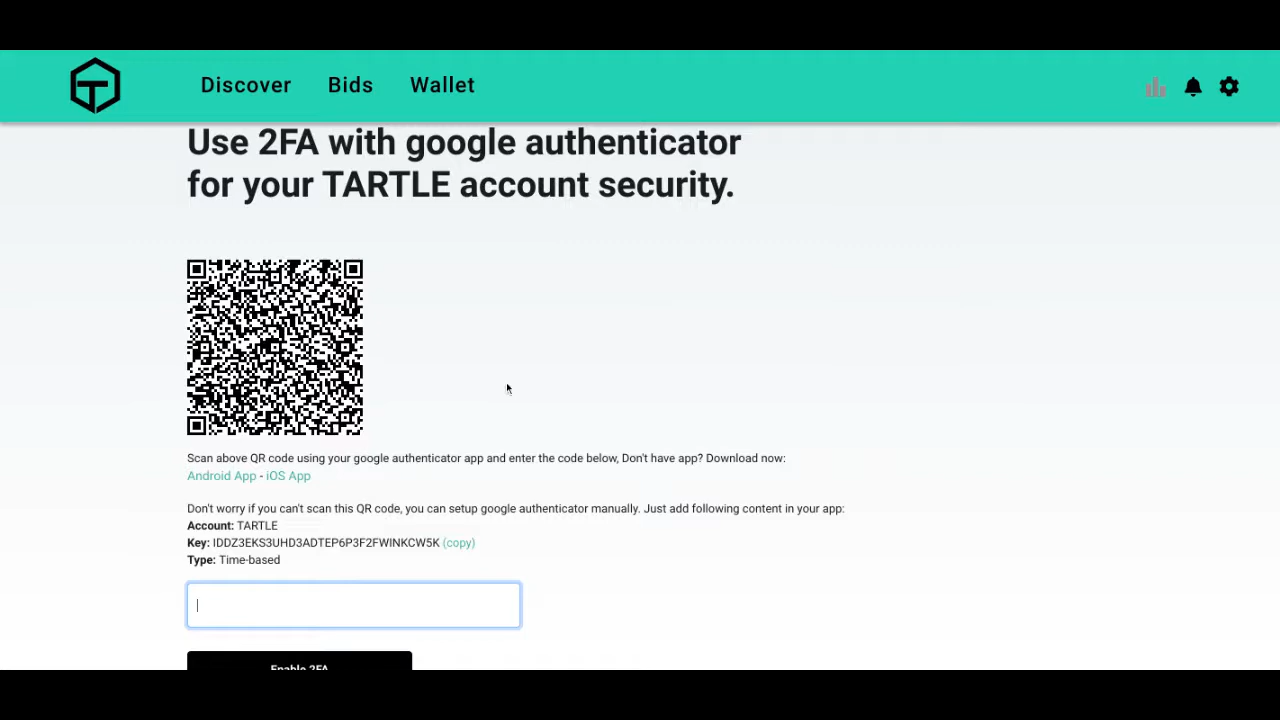 Discover Bids Wallet
Use 2FA with google authenticator
for your TARTLE account security.
Scan above QR code using your google authenticator app and enter the code below, Don't have app? Download now:
Android App - iOS App
Don't worry if you can't scan this QR code, you can setup google authenticator manually. Just add following content in your app:
Account: TARTLE
Key: IDDZ3EKS3UHD3ADTEP6P3F2FWINKCW5K (copy)
Type: Time-based
Enable 2FA